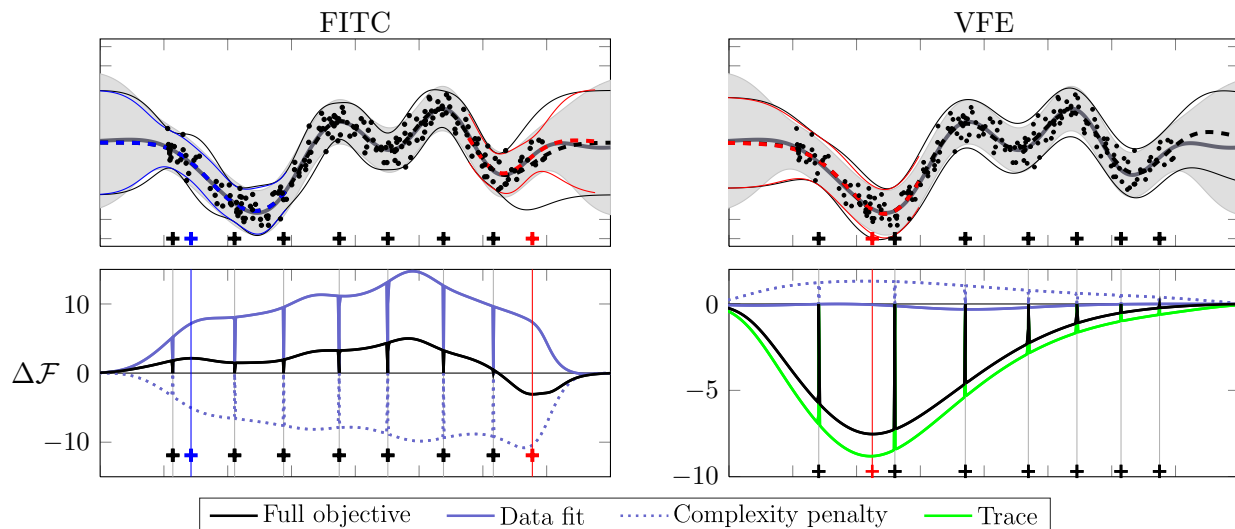 FITC
VFE
10
0
−10
ΔF
0
−5
−10
Full objective
Data fit
Complexity penalty
Trace